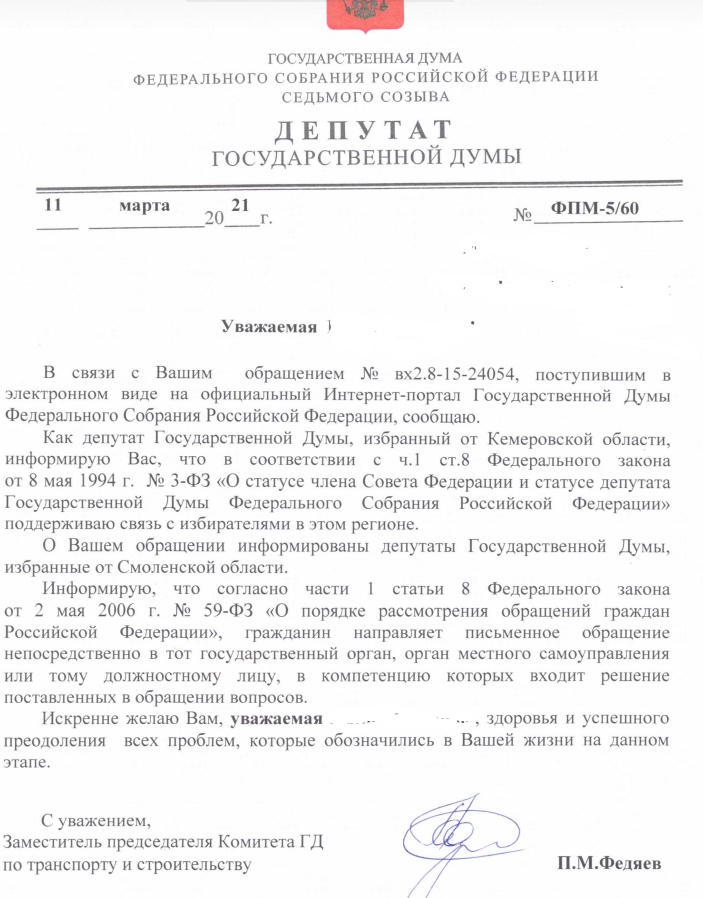 ГОСУДАРСТВЕННАЯ ДУМА
ФЕДЕРАЛЬНОГО СОБРАНИЯ РОССИЙСКОЙ ФЕДЕРАЦИИ
СЕДЬМОГО СОЗЫВА
ДЕПУТАТ
ГОСУДАРСТВЕННОЙ ДУМЫ
11 марта 2021 г. № ФПМ-5/60
Уважаемая
В связи с Вашим обращением № вх2.8-15-24054, поступившим в
электронном виде на официальный Интернет-портал Государственной Думы
Федерального Собрания Российской Федерации, сообщаю.
Как депутат Государственной Думы, избранный от Кемеровской области,
информирую Вас, что в соответствии с ч.1 ст.8 Федерального закона
от 8 мая 1994 г. № 3-ФЗ «О статусе члена Совета Федерации и статусе депутата
Государственной Думы Федерального Собрания Российской Федерации»
поддерживаю связь с избирателями в этом регионе.
О Вашем обращении информированы депутаты Государственной Думы,
избранные от Смоленской области.
Информирую, что согласно части 1 статьи 8 Федерального закона
от 2 мая 2006 г. № 59-ФЗ «О порядке рассмотрения обращений граждан
Российской Федерации», гражданин направляет письменное обращение
непосредственно в тот государственный орган, орган местного самоуправления
или тому должностному лицу, в компетенцию которых входит решение
поставленных в обращении вопросов.
Искренне желаю Вам, уважаемая , здоровья и успешного
преодоления всех проблем, которые обозначились в Вашей жизни на данном
этапе.
С уважением,
Заместитель председателя Комитета ГД
по транспорту и строительству П.М.Федяев